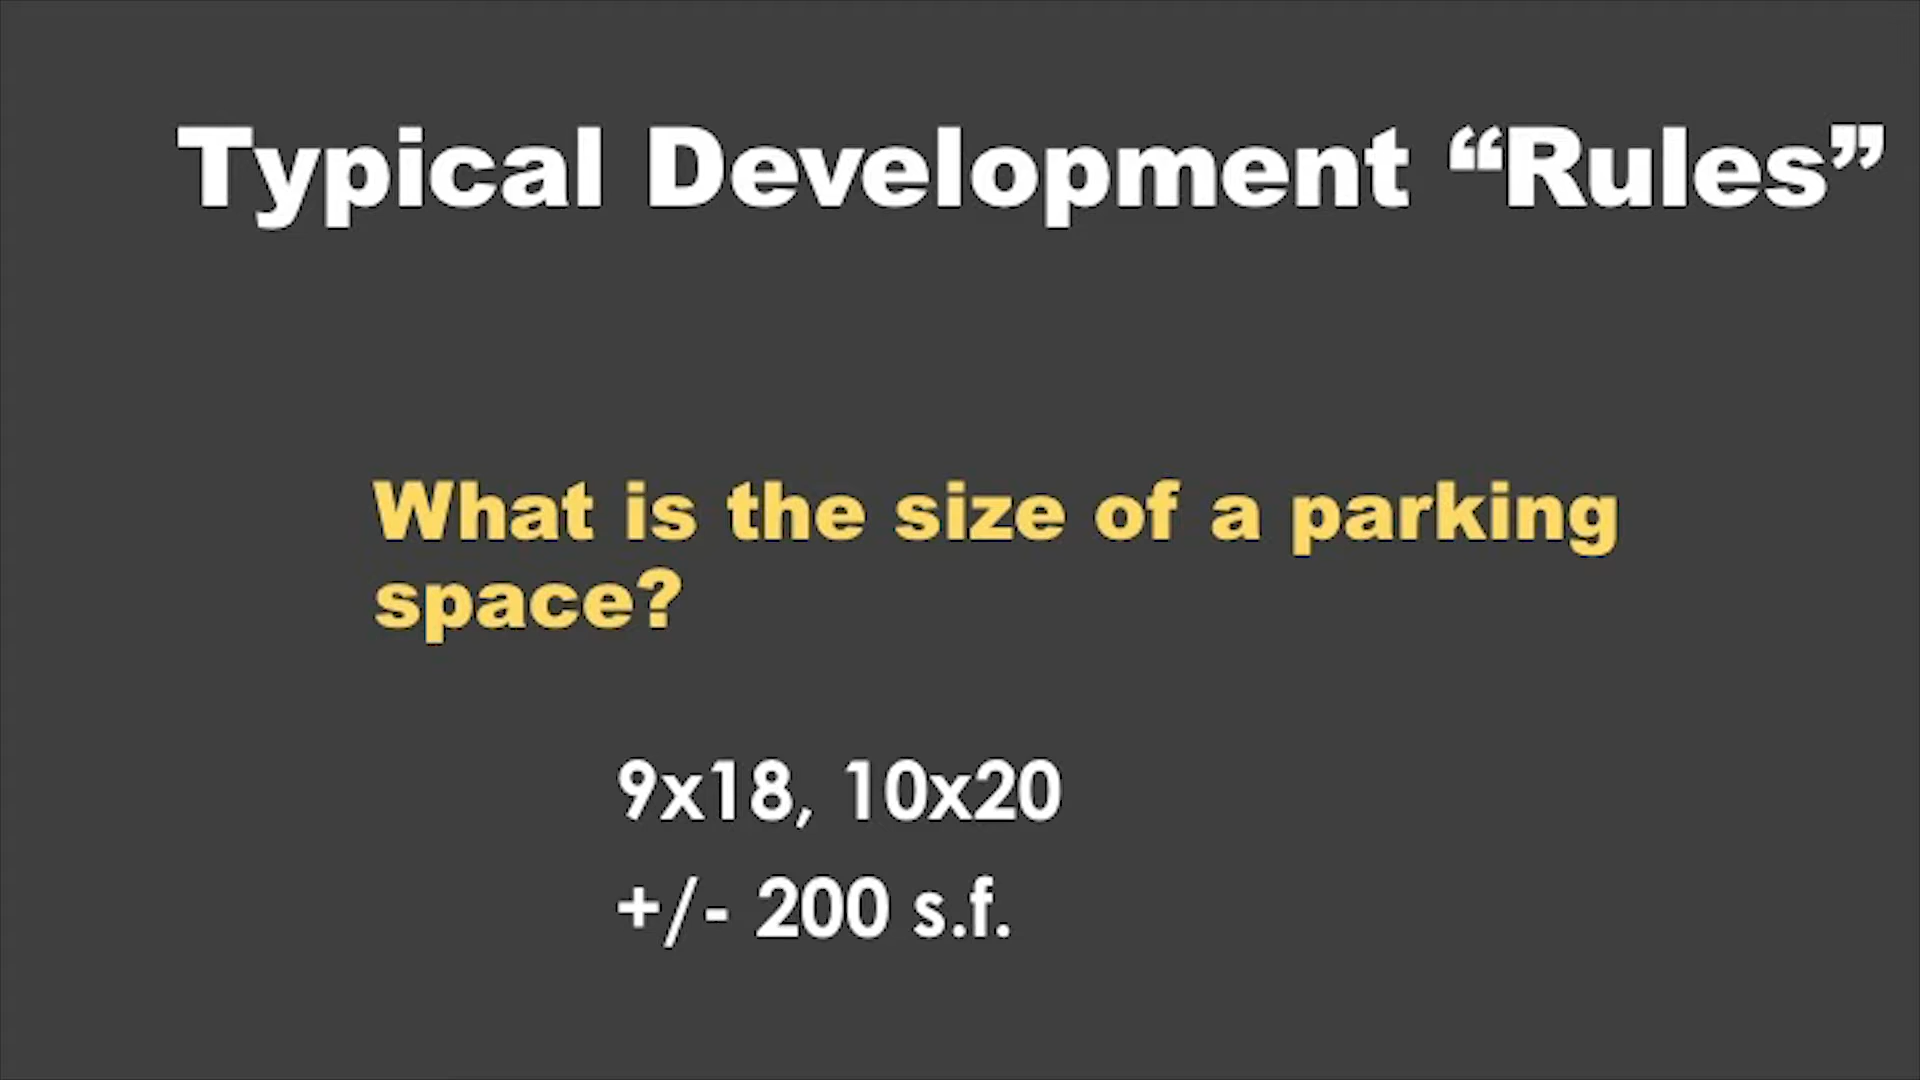 Typical Development “Rules”
What is the size of a parking
space?
9x18, 10x20
+/- 200 s.f.